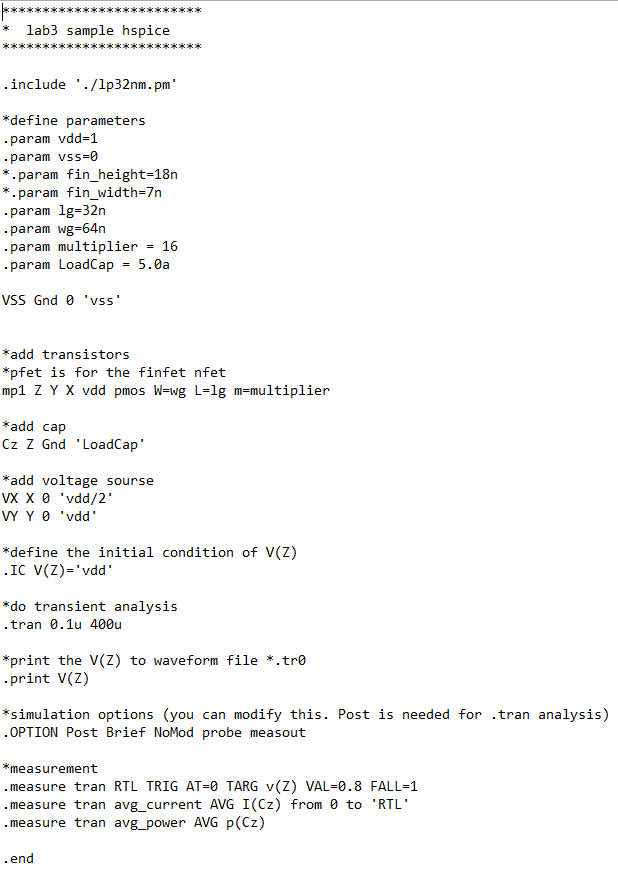 *************************
*  lab3 sample hspice
*************************
.include './lp32nm.pm'
*define parameters
.param vdd=1
.param vss=0
*.param fin_height=18n
*.param fin_width=7n
.param lg=32n
.param wg=64n
.param multiplier = 16
.param LoadCap = 5.0a
VSS Gnd 0 'vss'
*add transistors
*pfet is for the finfet nfet
mp1 Z Y X vdd pmos W=wg L=lg m=multiplier
*add cap
Cz Z Gnd 'LoadCap'
*add voltage sourse
VX X 0 'vdd/2'
VY Y 0 'vdd'
*define the initial condition of V(Z)
.IC V(Z)='vdd'
*do transient analysis
.tran 0.1u 400u
*print the V(Z) to waveform file *.tr0
.print V(Z)
*simulation options (you can modify this. Post is needed for .tran analysis)
.OPTION Post Brief NoMod probe measout
*measurement
.measure tran RTL TRIG AT=0 TARG v(Z) VAL=0.8 FALL=1
.measure tran avg_current AVG I(Cz) from 0 to 'RTL'
.measure tran avg_power AVG p(Cz)
.end